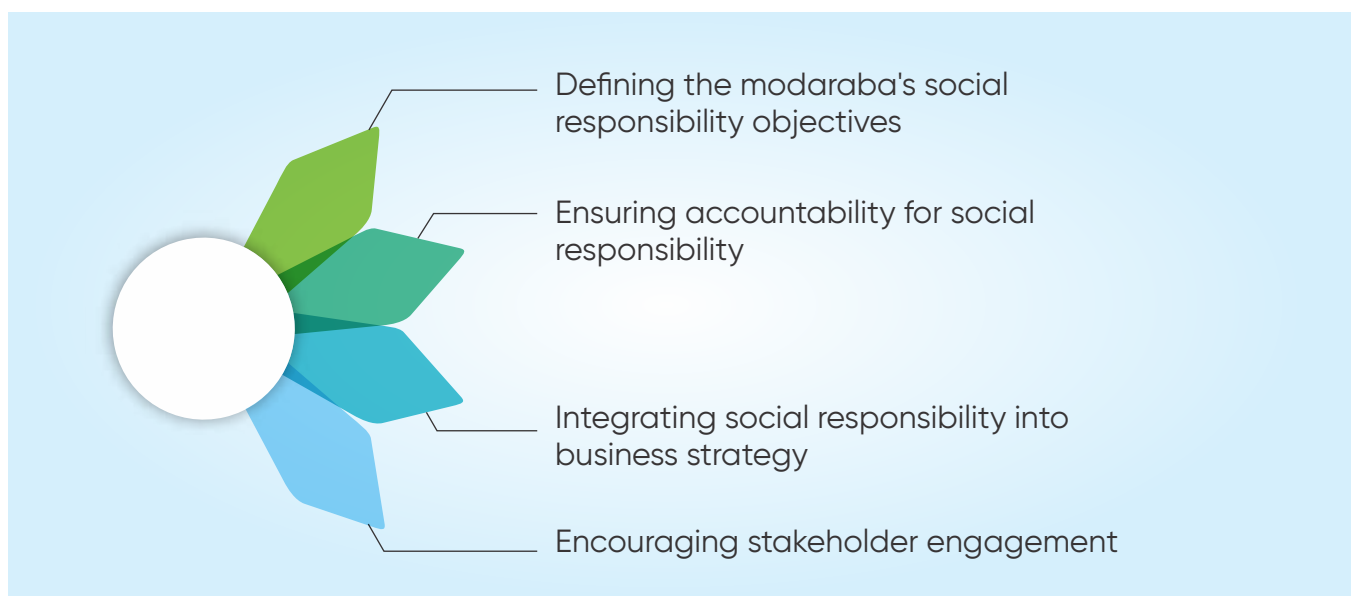 Defining the modaraba's social
responsibility objectives
Ensuring accountability for social
responsibility
Integrating social responsibility into
business strategy
Encouraging stakeholder engagement